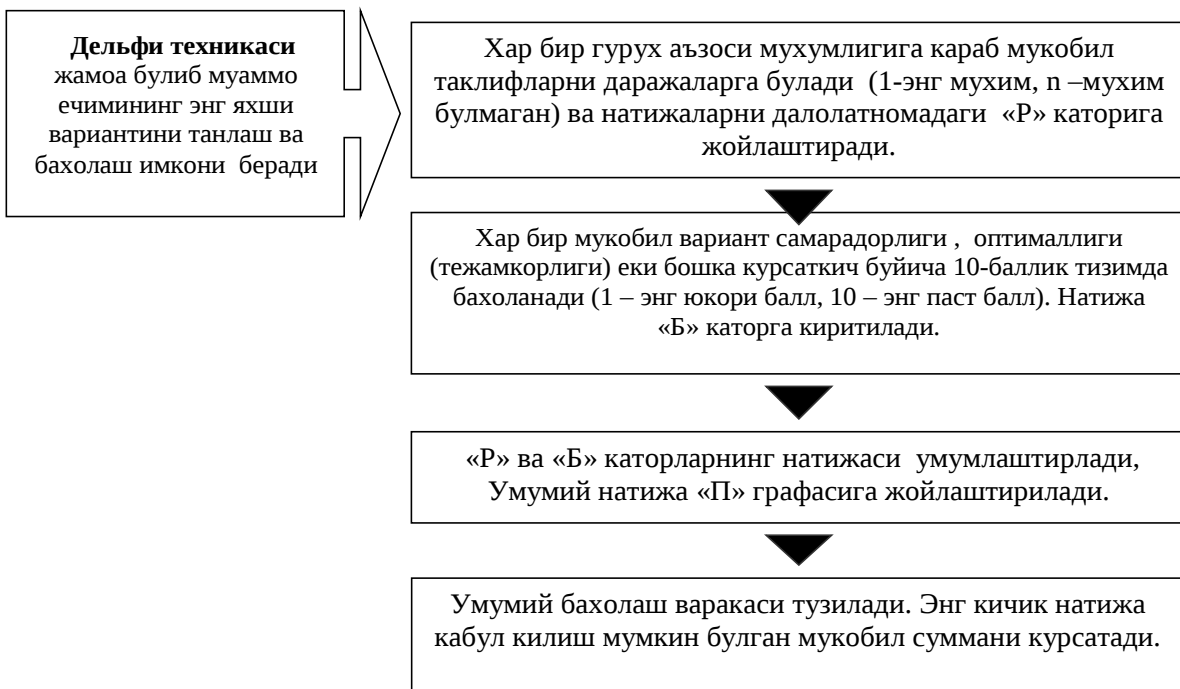 Дельфи техникаси
жамоа булиб муаммо
ечимининг энг яхши
вариантини танлаш ва
бахолаш имкони беради
Хар бир гурух аъзоси мухумлигига караб мукобил
таклифларни даражаларга булади (1-энг мухим, n –мухим
булмаган) ва натижаларни далолатномадаги «Р» каторига
жойлаштиради.
Хар бир мукобил вариант самарадорлиги , оптималлиги
(тежамкорлиги) еки бошка курсаткич буйича 10-баллик тизимда
бахоланади (1 – энг юкори балл, 10 – энг паст балл). Натижа
«Б» каторга киритилади.
«Р» ва «Б» каторларнинг натижаси умумлаштирлади,
Умумий натижа «П» графасига жойлаштирилади.
Умумий бахолаш варакаси тузилади. Энг кичик натижа
кабул килиш мумкин булган мукобил суммани курсатади.